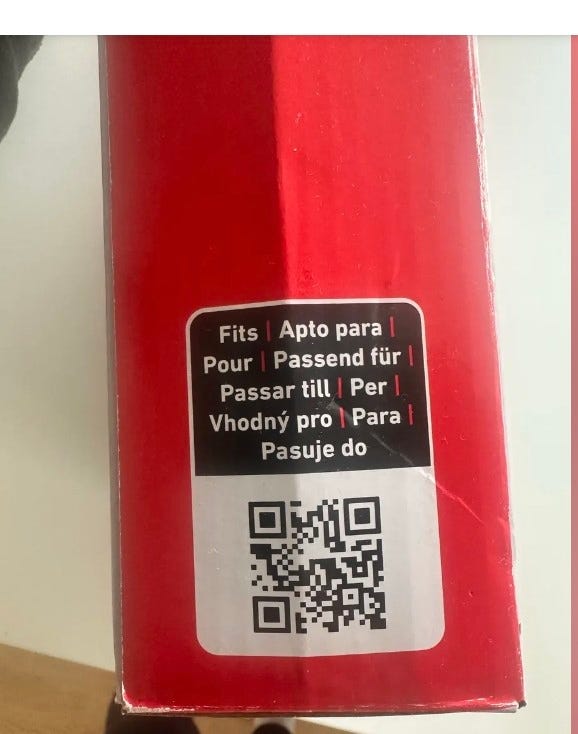 Fits | Apto para |
Pour | Passend für |
Passar till | Per |
Vhodný pro | Para |
Pasuje do